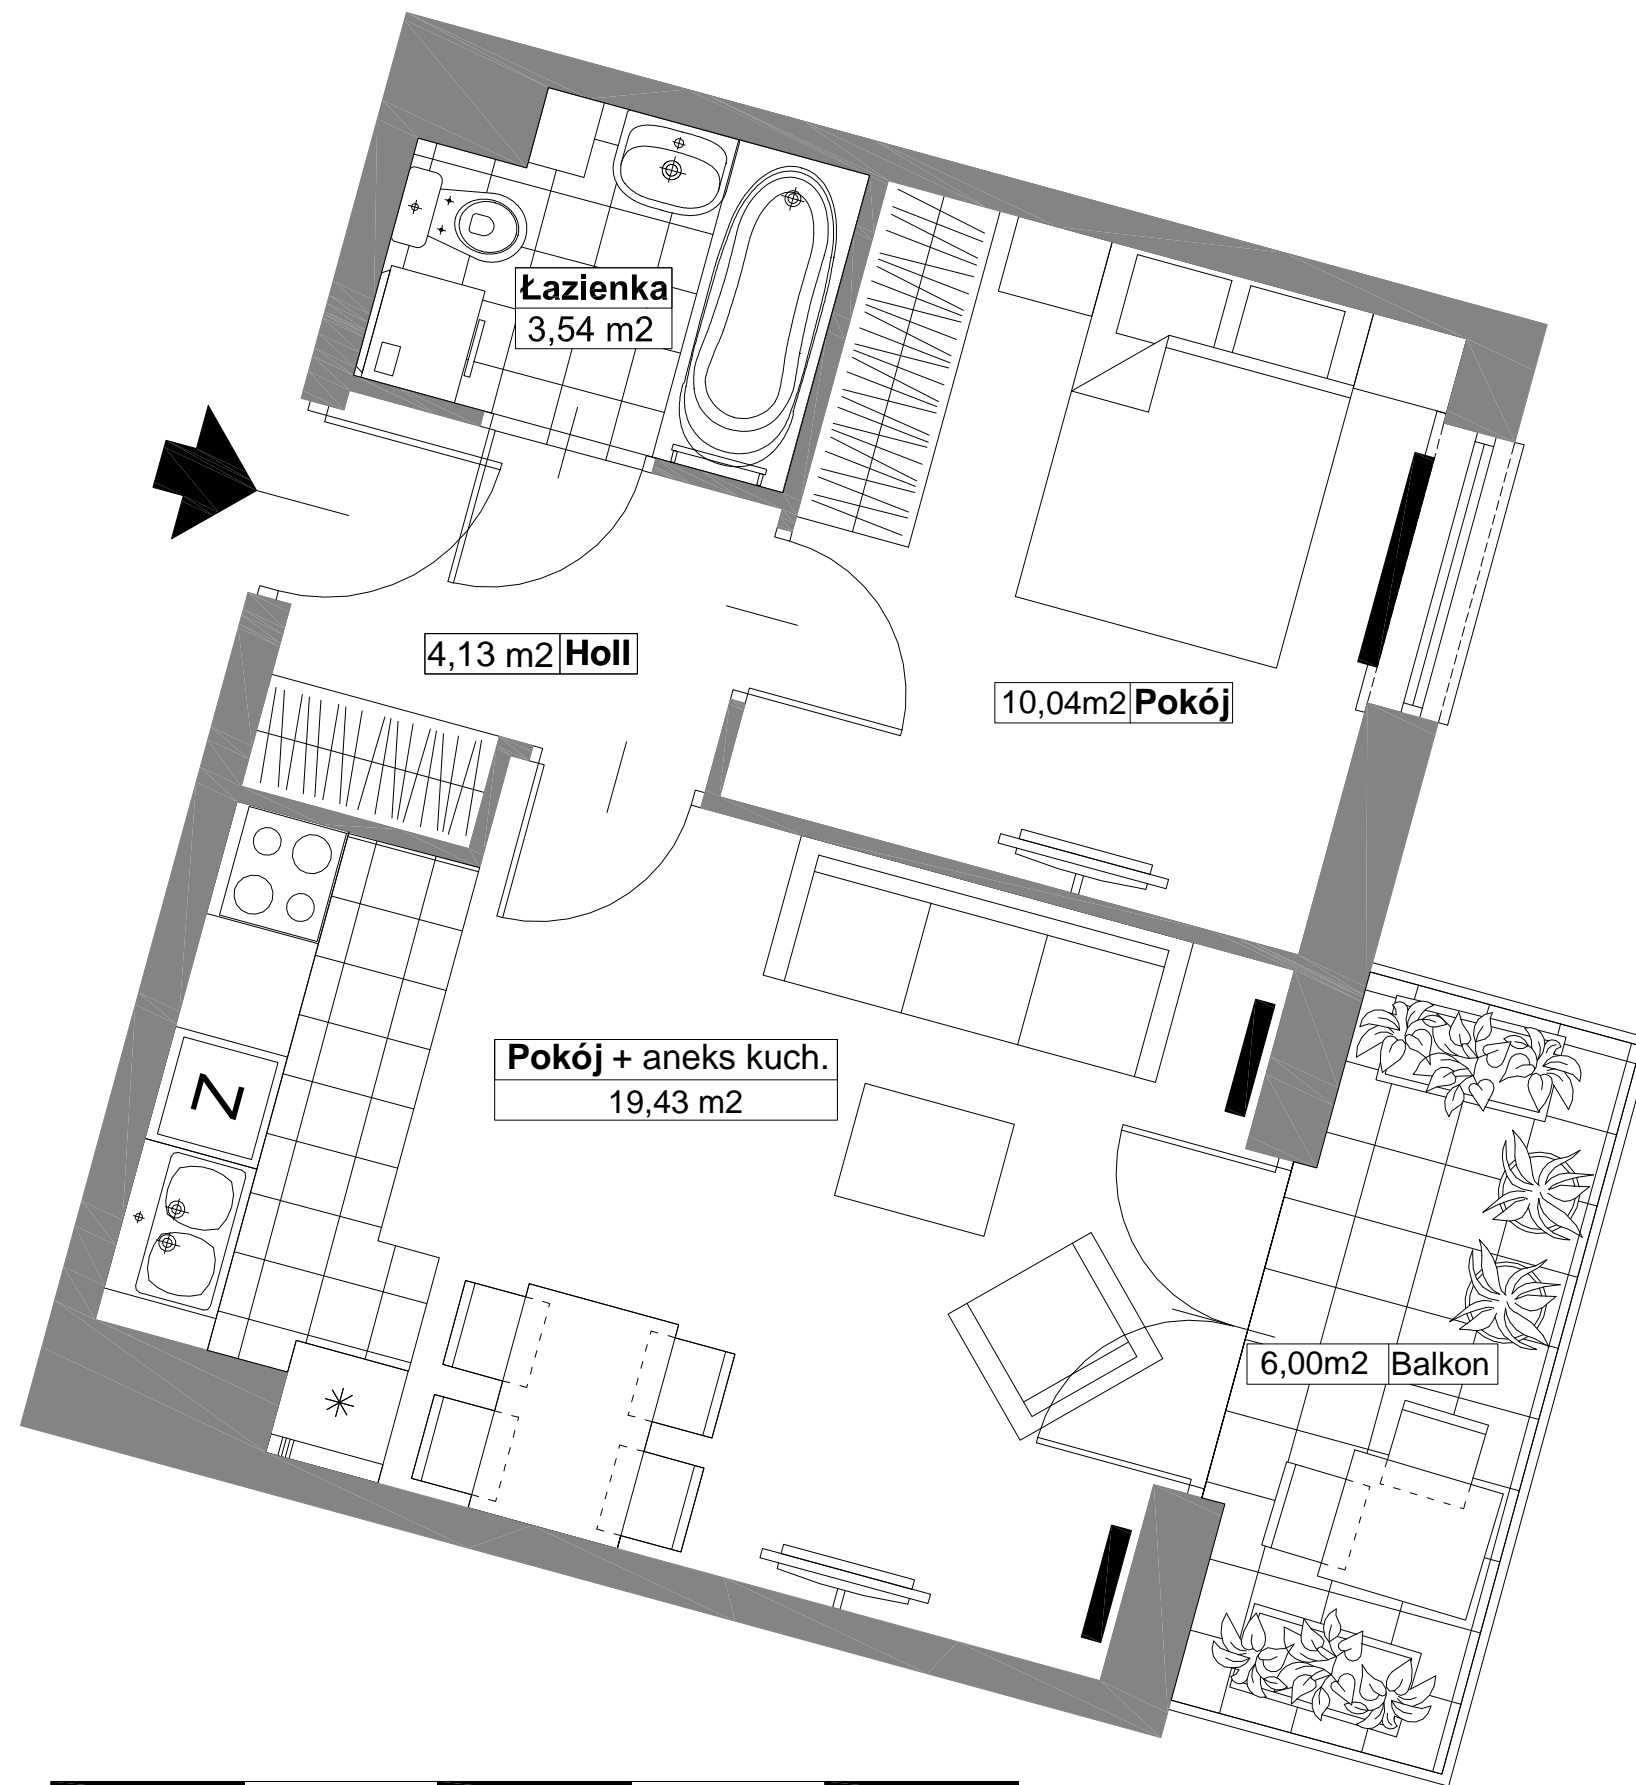 Łazienka
3,54 m2
4,13 m2 Holl
10,04m2 Pokój
Pokój + aneks kuch.
19,43 m2
Z
6,00m2 Balkon